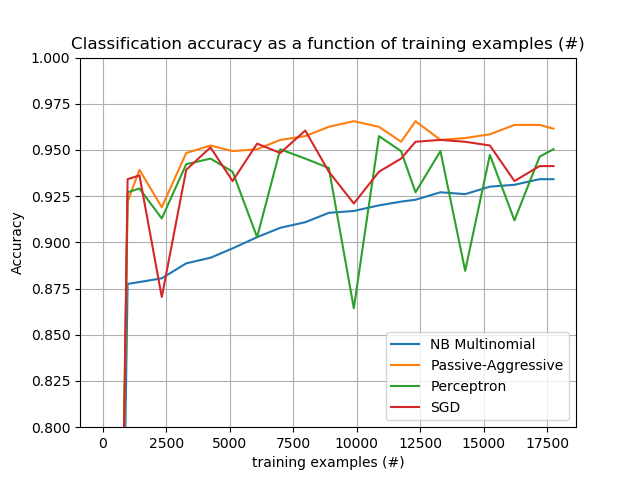 Classification accuracy as a function of training examples (#)
1.000
0.975
0.950
0.925
0.900
0.875
0.850
0.825
0.800
Accuracy
NB Multinomial
Passive-Aggressive
Perceptron
SGD
0 2500 5000 7500 10000 12500 15000 17500
training examples (#)